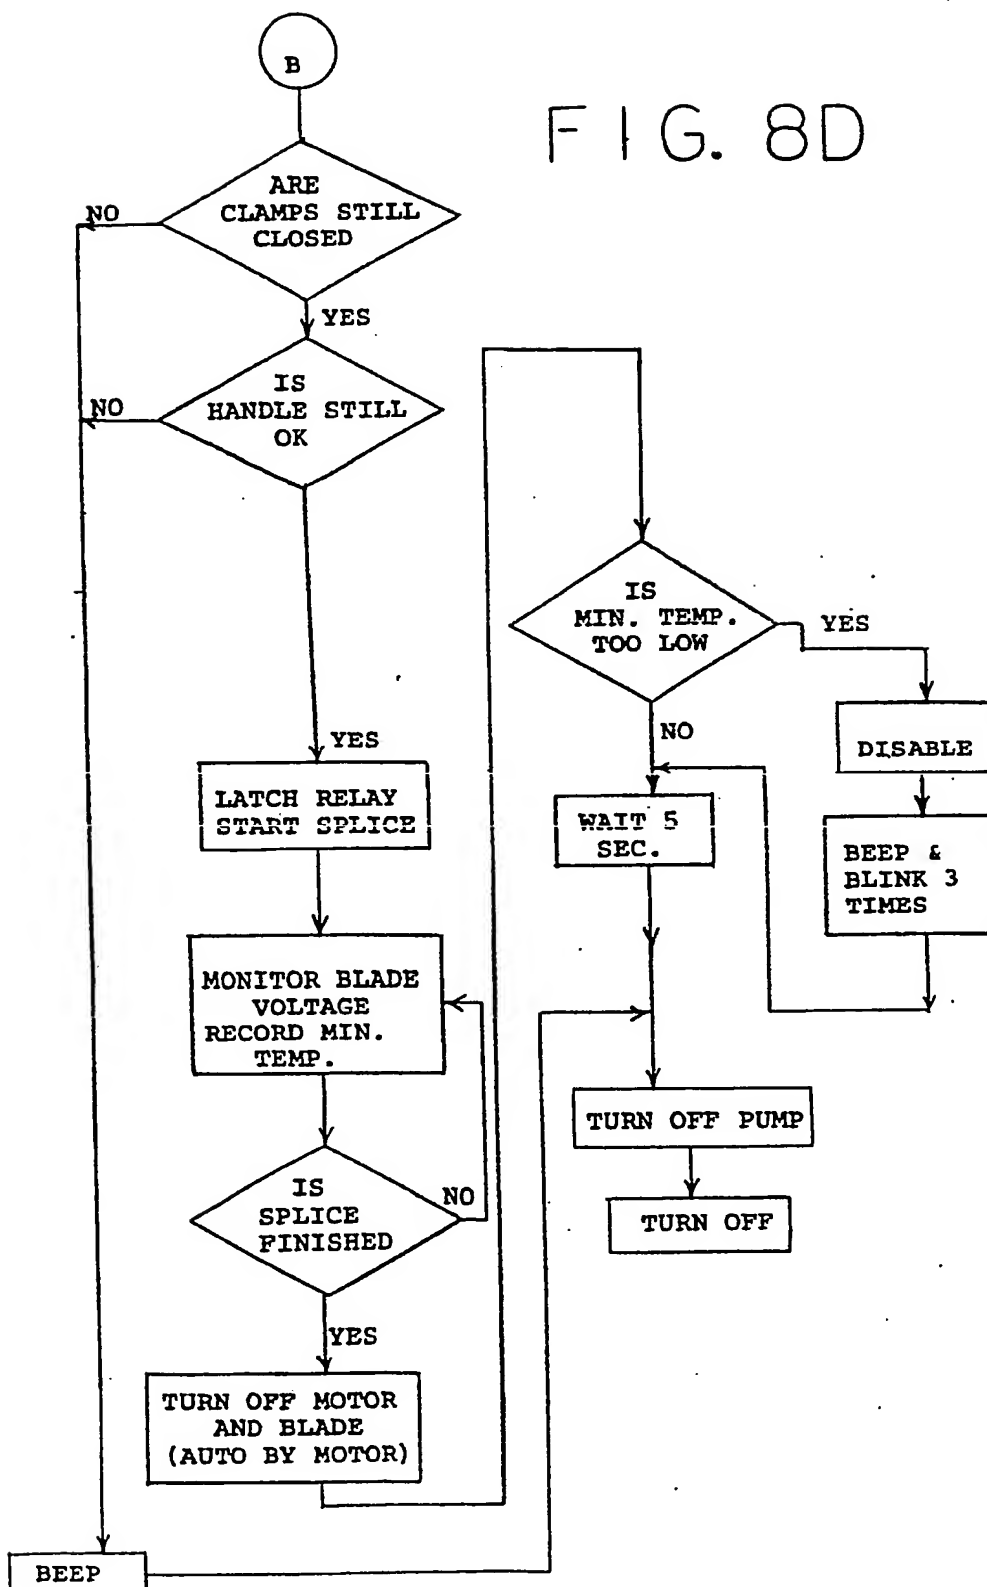 B
FIG. 8D
ARE
CLAMPS STILL
CLOSED
NO
YES
IS
HANDLE STILL
OK
NO
YES
LATCH RELAY
START SPLICE
MONITOR BLADE
VOLTAGE
RECORD MIN.
TEMP.
IS
SPLICE
FINISHED
NO
YES
TURN OFF MOTOR
AND BLADE
(AUTO BY MOTOR)
BEEP
IS
MIN. TEMP.
TOO LOW
YES
NO
DISABLE
BEEP &
BLINK 3
TIMES
WAIT 5
SEC.
TURN OFF PUMP
TURN OFF